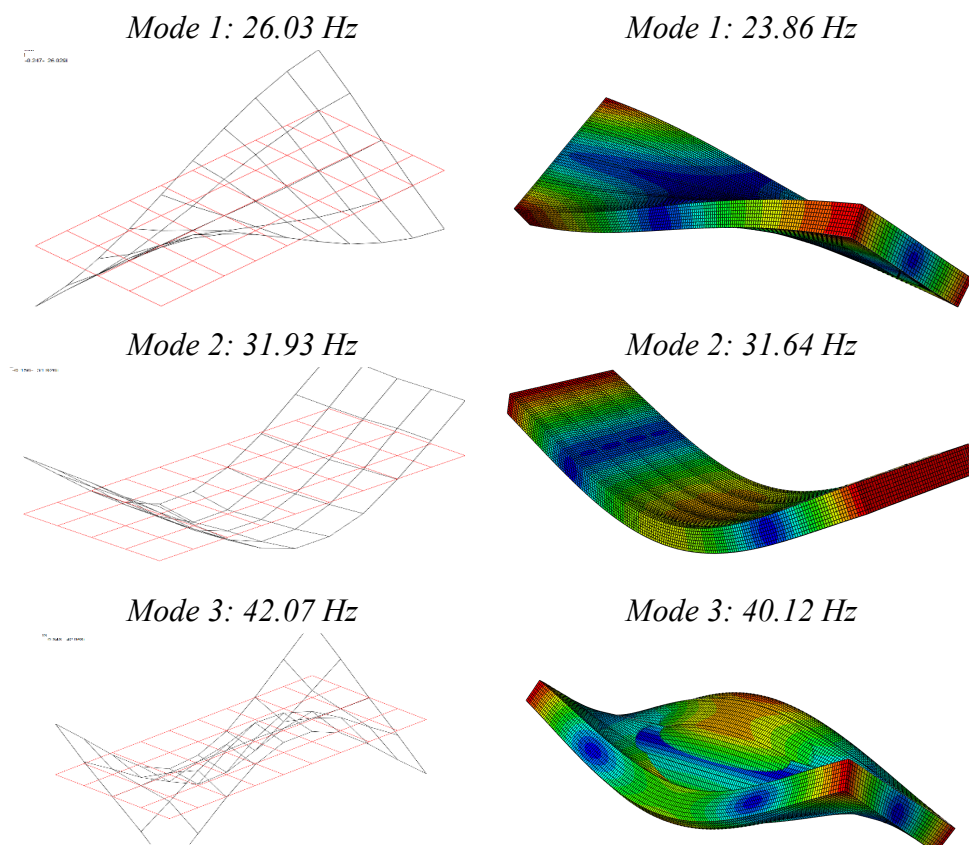 Mode 1: 26.03 Hz
Mode 1: 23.86 Hz
Mode 2: 31.93 Hz
Mode 2: 31.64 Hz
Mode 3: 42.07 Hz
Mode 3: 40.12 Hz